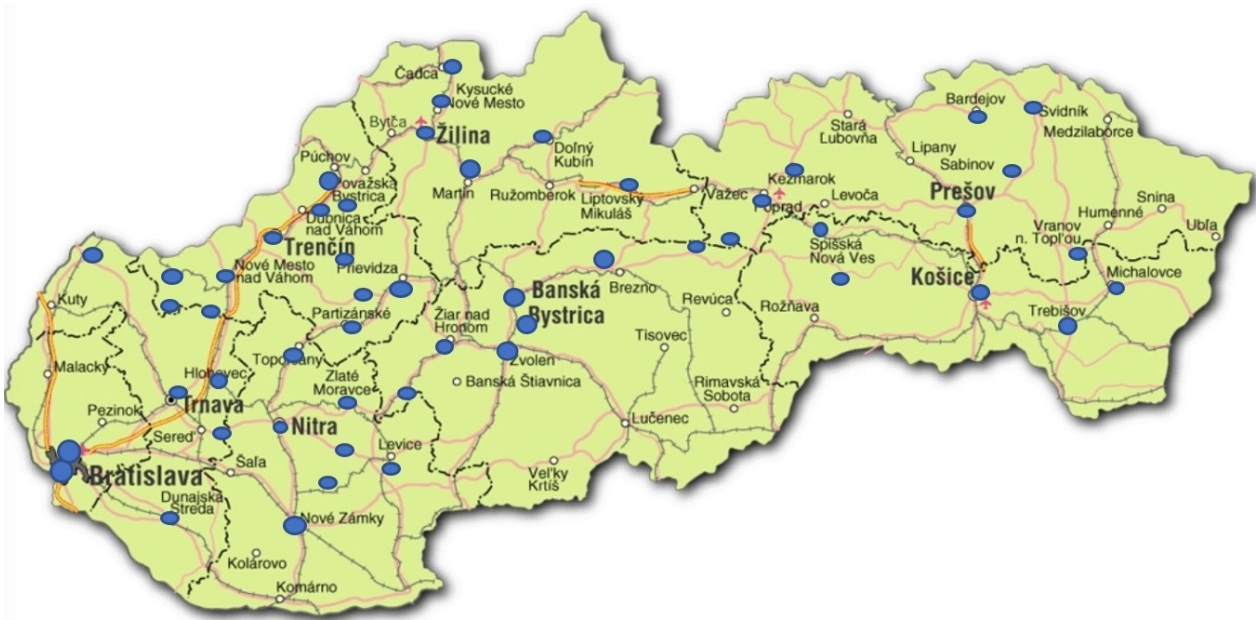 Čadca
Kysucké
Nové Mesto
Bytča
Žilina
Bardejov
Svidník
Stará
Ľubovňa
Medzilaborce
Púchov
Považská
Bystrica
Dolný
Kubín
Lipany
Sabinov
Martin
Ružomberok
Liptovský
Mikuláš
Važec
Kežmarok
Poprad
Levoča
Prešov
Snina
Dubnica
nad Váhom
Trenčín
Humenné
Ubľa
Vranov
n. Topl'ou
Spišská
Nová Ves
Nové Mesto
nad Váhom
Prievidza
Košice
Michalovce
Kuty
Banská
Bystrica
Brezno
Revúca
Rožňava
Partizánské
Žiar nad
Hronom
Trebišov
Tisovec
Topoľčany
Zvolen
Malacky
Hlohovec
Zlaté
Moravce
Banská Štiavnica
Rimavská
Sobota
Pezinok
Trnava
Nitra
Lučenec
Sered'
Levice
Bratislava
Šaľa
Veľký
Krtíš
Dunajská
Streda
Nové Zámky
Kolárovo
Komárno